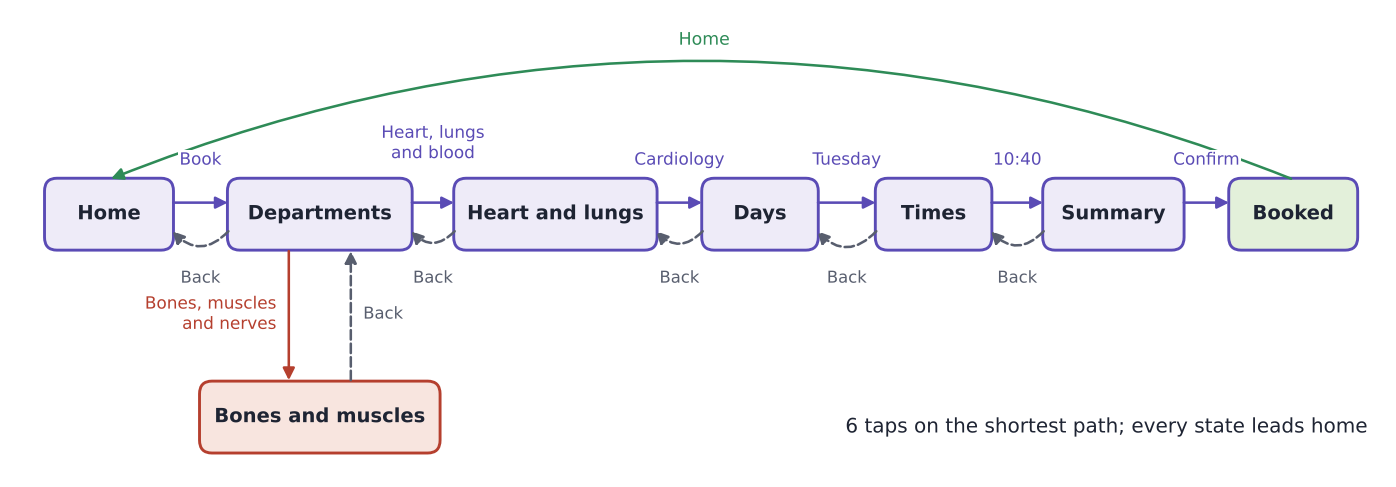 Home
Heart, lungs
and blood
Book
Cardiology
Tuesday
10:40
Confirm
Home
Departments
Heart and lungs
Days
Times
Summary
Booked
Back
Back
Back
Back
Back
Bones, muscles
and nerves
Back
Bones and muscles
6 taps on the shortest path; every state leads home